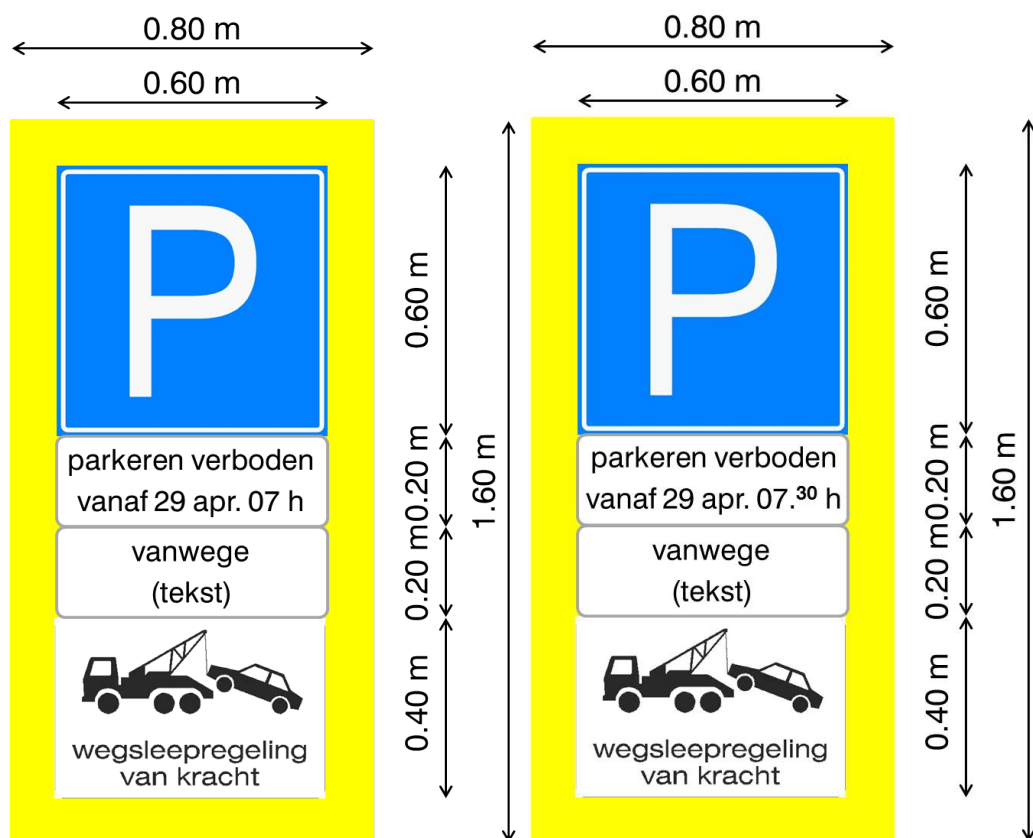 0.80 m
0.60 m
P
parkeren verboden
vanaf 29 apr. 07 h
vanwege
(tekst)
wegsleepregeling
van kracht
0.60 m
0.20 m
0.20 m
0.40 m
1.60 m
0.80 m
0.60 m
P
parkeren verboden
vanaf 29 apr. 07.³⁰ h
vanwege
(tekst)
wegsleepregeling
van kracht
0.60 m
0.20 m
0.20 m
0.40 m
1.60 m